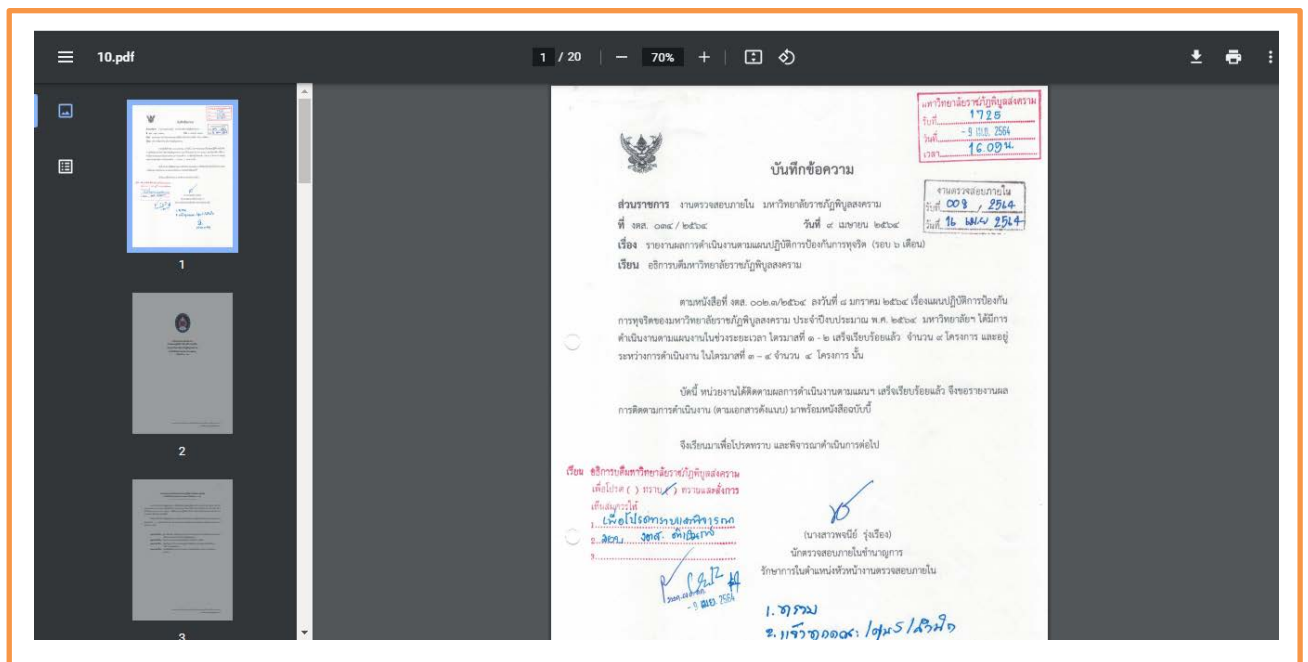 10.pdf
1 / 20 | — 70% +
1
2
3
มหาวิทยาลัยราชภัฏพิบูลสงคราม
รับที่ 1725
วันที่ - 9 เม.ย. 2564
เวลา 16.09 น.
บันทึกข้อความ
งานตรวจสอบภายใน
รับที่ 008 / 2564
วันที่ 16 เมษ 2564
ส่วนราชการ งานตรวจสอบภายใน มหาวิทยาลัยราชภัฏพิบูลสงคราม
ที่ งตส. ๐๓๔/ ๒๕๖๔ วันที่ ๙ เมษายน ๒๕๖๔
เรื่อง รายงานผลการดำเนินงานตามแผนปฏิบัติการป้องกันการทุจริต (รอบ ๖ เดือน)
เรียน อธิการบดีมหาวิทยาลัยราชภัฏพิบูลสงคราม
ตามหนังสือที่ งตส. ๐๐๒.๓/๒๕๖๔ ลงวันที่ ๘ มกราคม ๒๕๖๔ เรื่องแผนปฏิบัติการป้องกัน
การทุจริตของมหาวิทยาลัยราชภัฏพิบูลสงคราม ประจำปีงบประมาณ พ.ศ. ๒๕๖๔ มหาวิทยาลัยฯ ได้มีการ
ดำเนินงานตามแผนงานในช่วงระยะเวลา ไตรมาสที่ ๑ - ๒ เสร็จเรียบร้อยแล้ว จำนวน ๙ โครงการ และอยู่
ระหว่างการดำเนินงาน ในไตรมาสที่ ๓ – ๔ จำนวน ๔ โครงการ นั้น
บัดนี้ หน่วยงานได้ติดตามผลการดำเนินงานตามแผนฯ เสร็จเรียบร้อยแล้ว จึงขอรายงานผล
การติดตามการดำเนินงาน (ตามเอกสารดังแนบ) มาพร้อมหนังสือฉบับนี้
จึงเรียนมาเพื่อโปรดทราบ และพิจารณาดำเนินการต่อไป
เรียน อธิการบดีมหาวิทยาลัยราชภัฏพิบูลสงคราม
เพื่อโปรด ( ) ทราบ (/) ทราบและสั่งการ
เห็นสมควรให้
1. เพื่อโปรดทราบและพิจารณา
2. มอบ งตส. ดำเนินการ
3.
- 9 เม.ย. 2564
(นางสาวพจนีย์ รุ่งเรือง)
นักตรวจสอบภายในชำนาญการ
รักษาการในตำแหน่งหัวหน้างานตรวจสอบภายใน
1. ทราบ